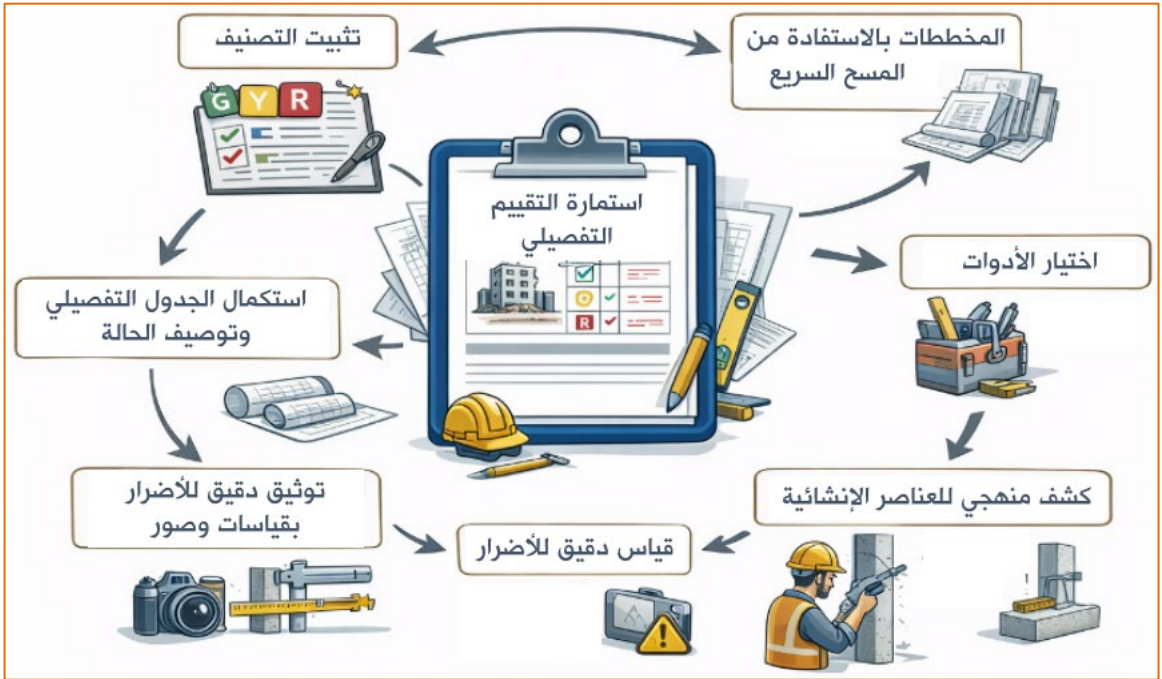 المخططات بالاستفادة من
المسح السريع
تثبيت التصنيف
G Y R
استمارة التقييم
التفصيلي
R
اختيار الأدوات
استكمال الجدول التفصيلي
وتوصيف الحالة
كشف منهجي للعناصر الإنشائية
توثيق دقيق للأضرار
بقياسات وصور
قياس دقيق للأضرار